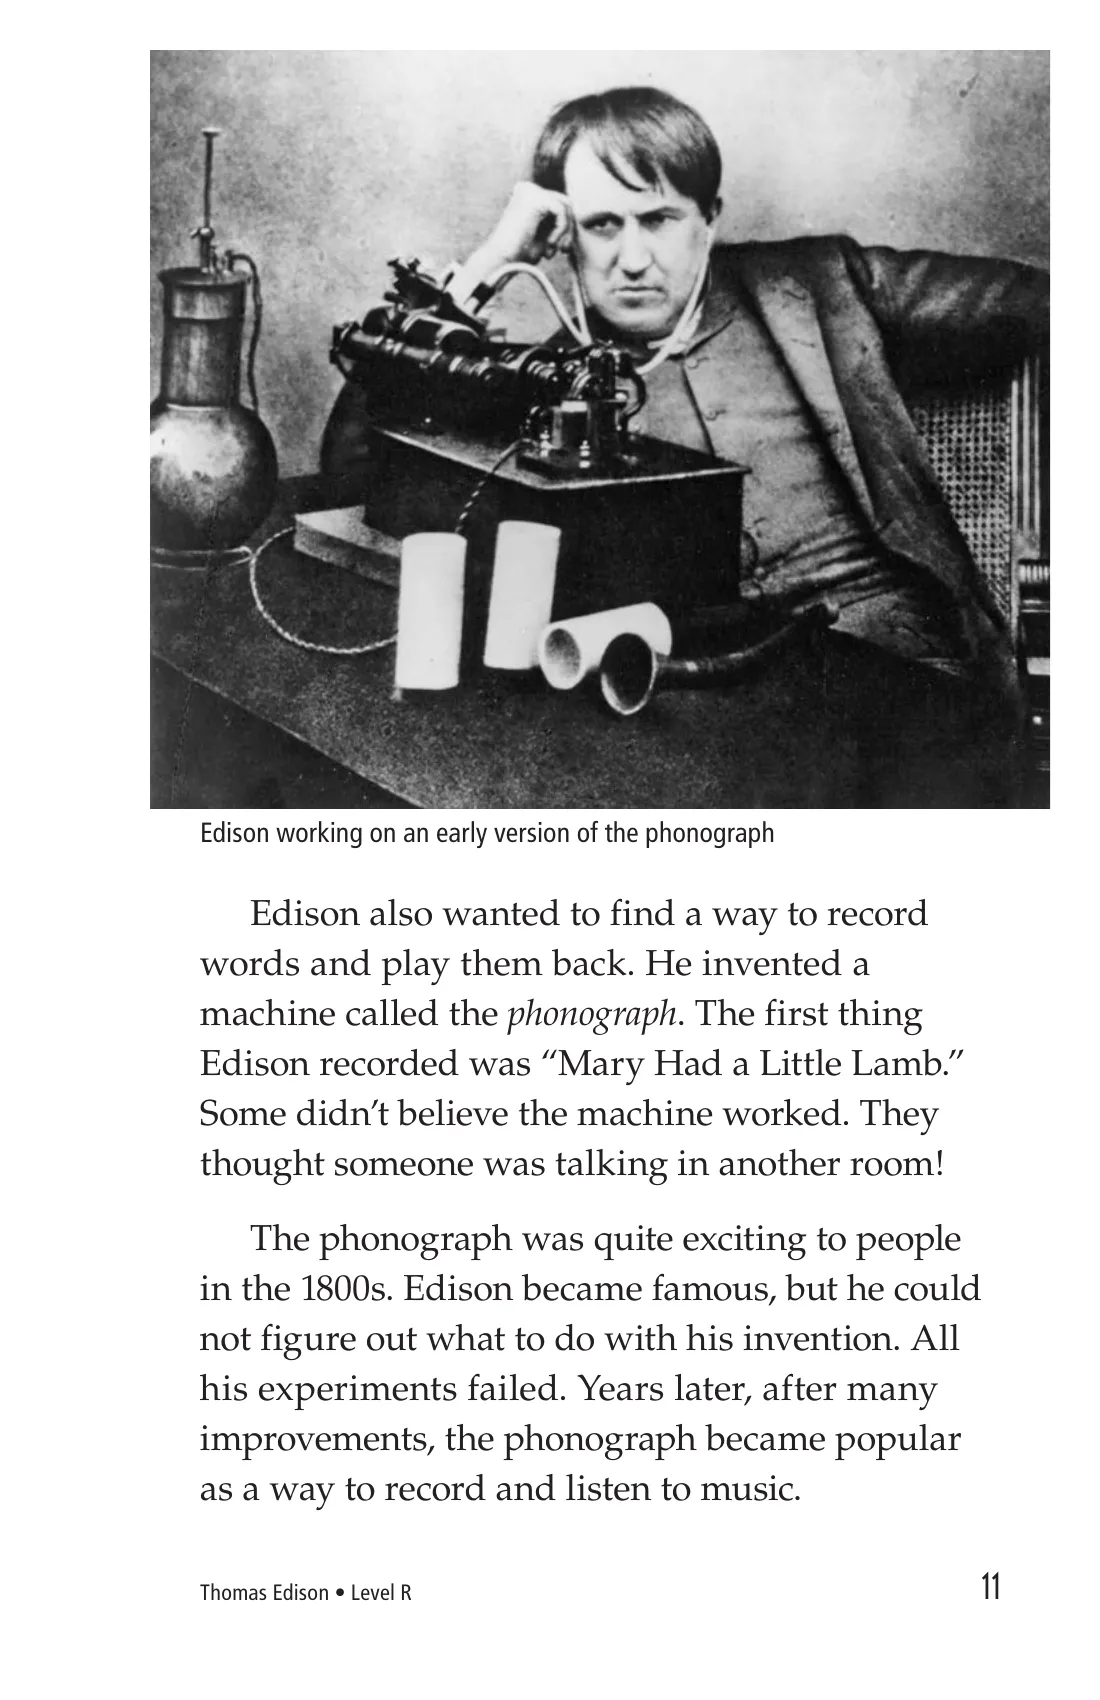 Edison working on an early version of the phonograph
Edison also wanted to find a way to record
words and play them back. He invented a
machine called the phonograph. The first thing
Edison recorded was “Mary Had a Little Lamb.”
Some didn’t believe the machine worked. They
thought someone was talking in another room!
The phonograph was quite exciting to people
in the 1800s. Edison became famous, but he could
not figure out what to do with his invention. All
his experiments failed. Years later, after many
improvements, the phonograph became popular
as a way to record and listen to music.
Thomas Edison • Level R 11